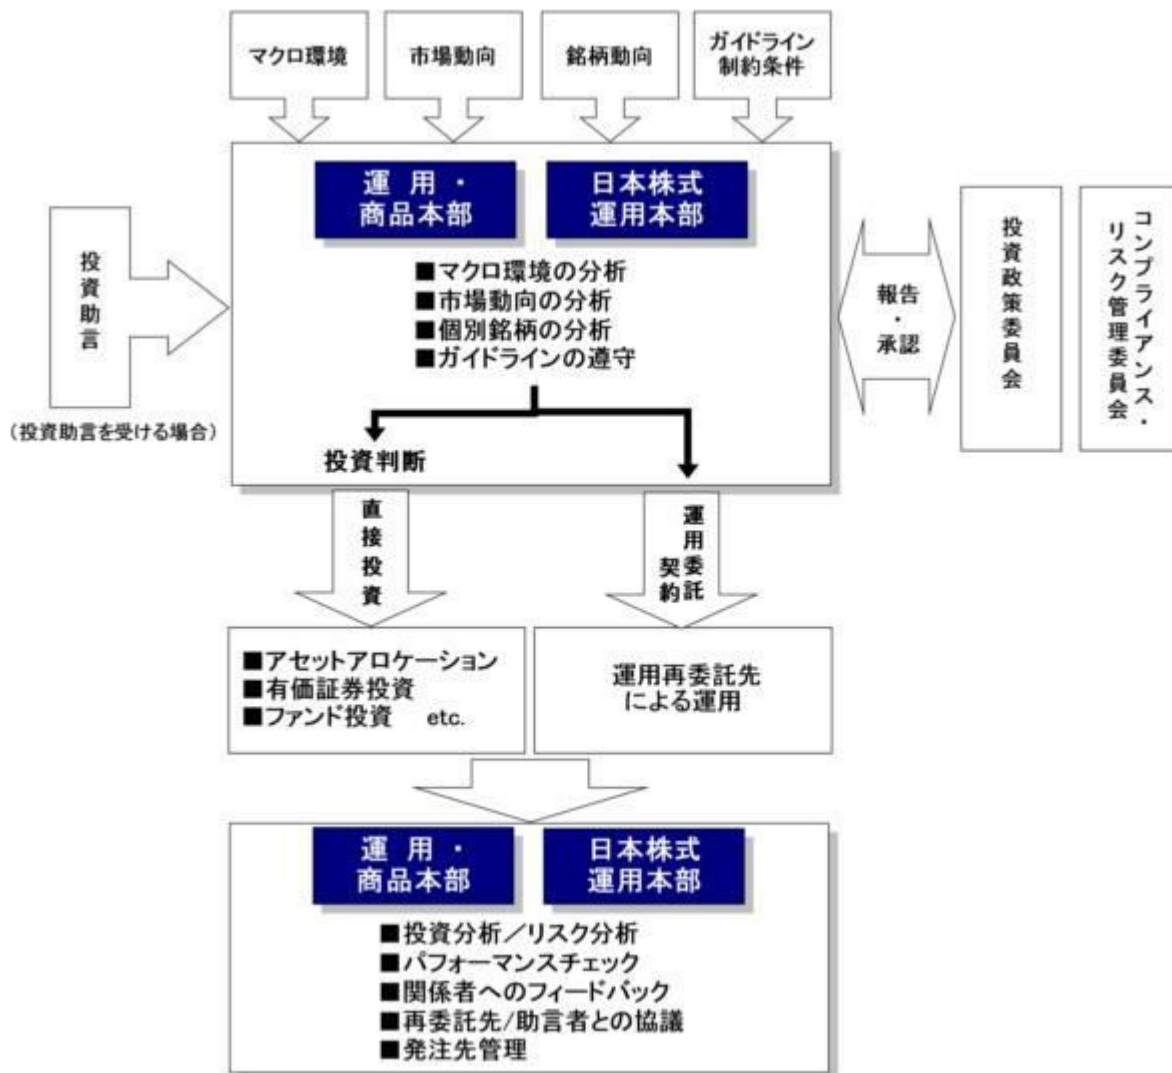 マクロ環境
市場動向
銘柄動向
ガイドライン
制約条件
運用・
商品本部
日本株式
運用本部
■マクロ環境の分析
■市場動向の分析
■個別銘柄の分析
■ガイドラインの遵守
投資助言
(投資助言を受ける場合)
報告
・
承認
投資政策委員会
コンプライアンス・
リスク管理委員会
投資判断
直接投資
運用委託
契約
■アセットアロケーション
■有価証券投資
■ファンド投資 etc.
運用再委託先
による運用
運用・
商品本部
日本株式
運用本部
■投資分析／リスク分析
■パフォーマンスチェック
■関係者へのフィードバック
■再委託先/助言者との協議
■発注先管理